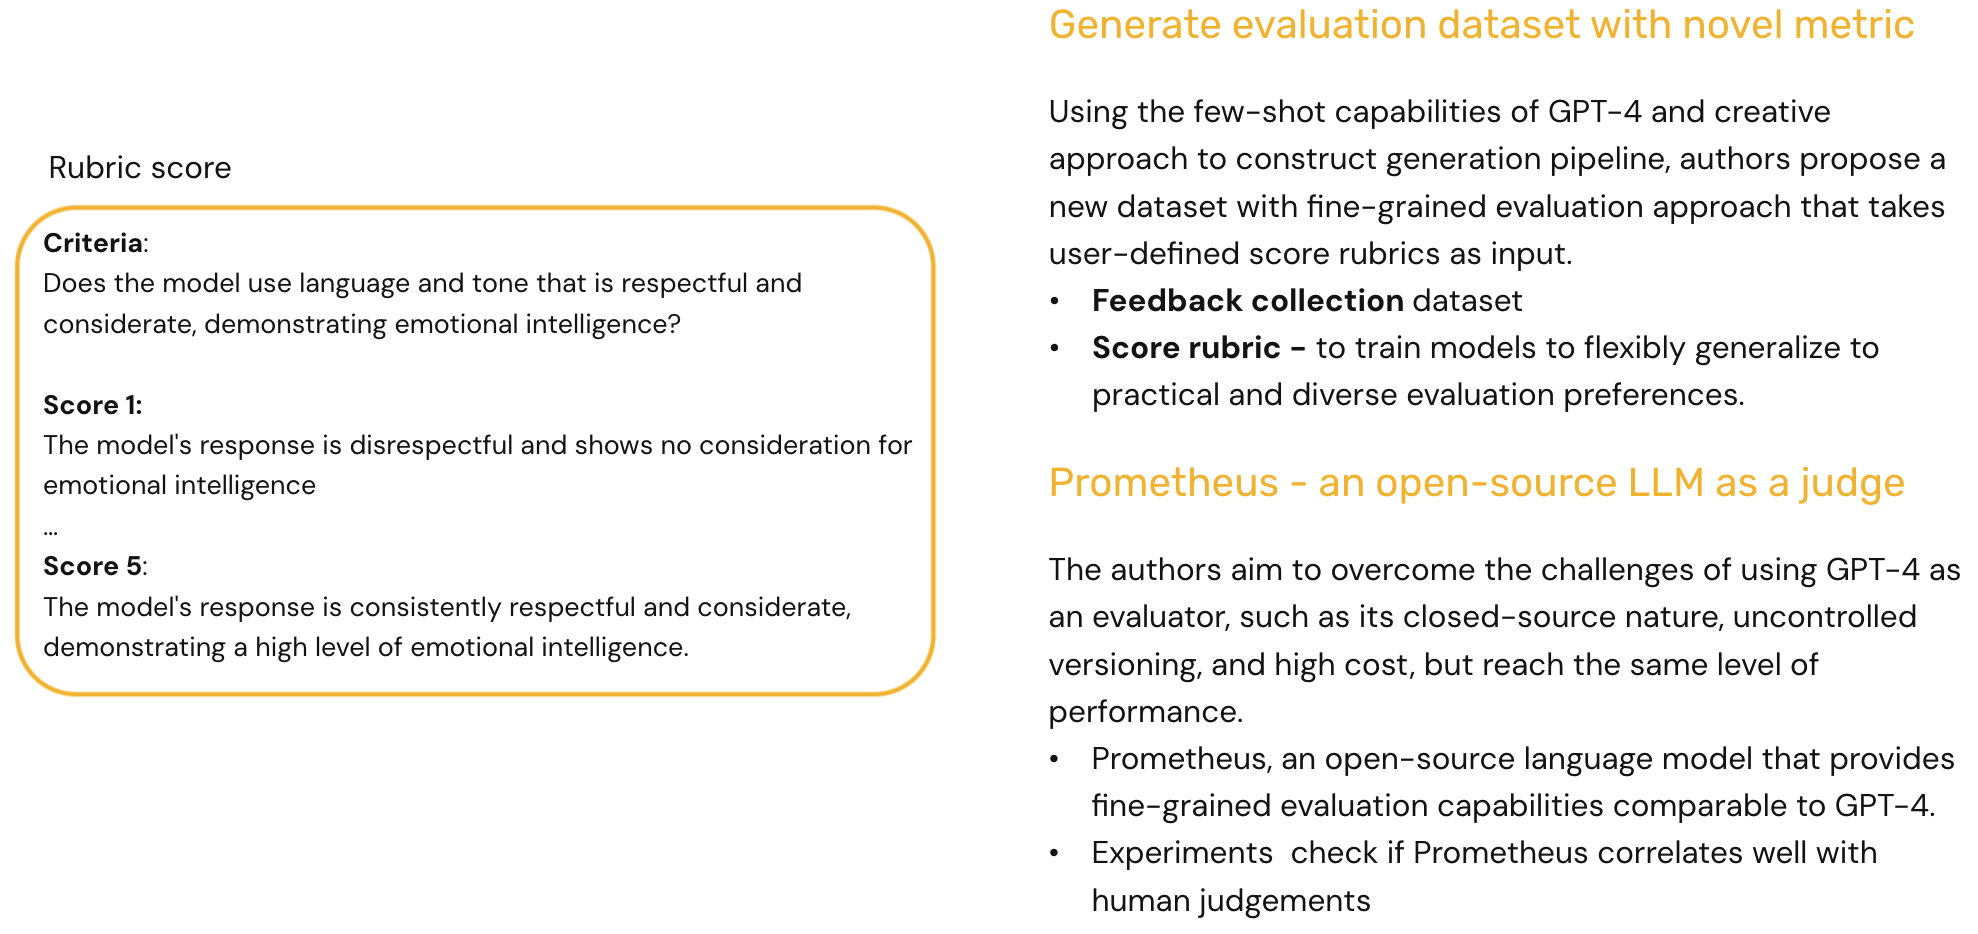 Rubric score
Criteria:
Does the model use language and tone that is respectful and
considerate, demonstrating emotional intelligence?
Score 1:
The model's response is disrespectful and shows no consideration for
emotional intelligence
...
Score 5:
The model's response is consistently respectful and considerate,
demonstrating a high level of emotional intelligence.
Generate evaluation dataset with novel metric
Using the few-shot capabilities of GPT-4 and creative
approach to construct generation pipeline, authors propose a
new dataset with fine-grained evaluation approach that takes
user-defined score rubrics as input.
• Feedback collection dataset
• Score rubric - to train models to flexibly generalize to
practical and diverse evaluation preferences.
Prometheus - an open-source LLM as a judge
The authors aim to overcome the challenges of using GPT-4 as
an evaluator, such as its closed-source nature, uncontrolled
versioning, and high cost, but reach the same level of
performance.
• Prometheus, an open-source language model that provides
fine-grained evaluation capabilities comparable to GPT-4.
• Experiments  check if Prometheus correlates well with
human judgements